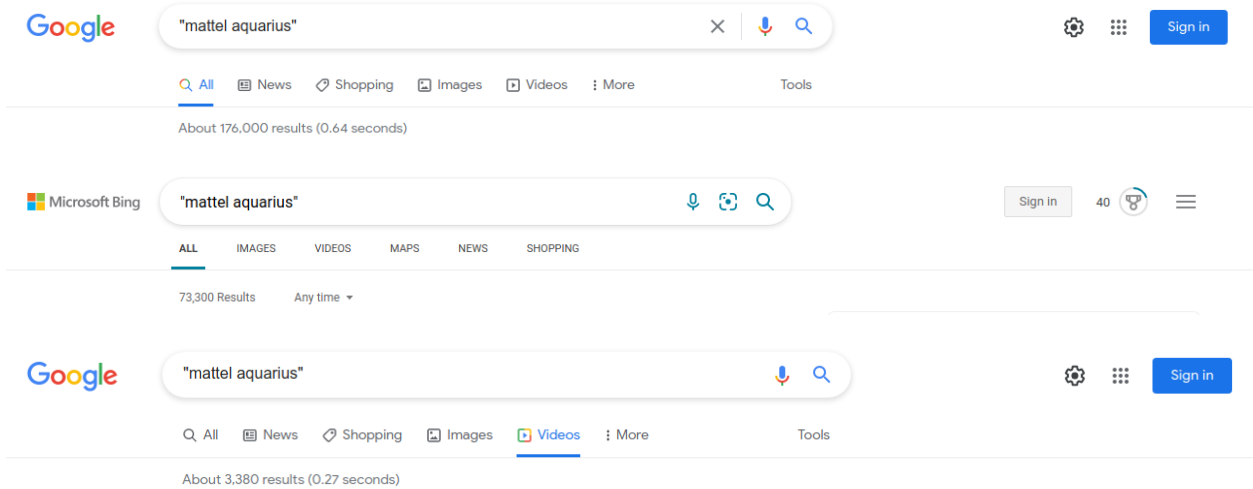 Google "mattel aquarius" Sign in
All News Shopping Images Videos More Tools
About 176,000 results (0.64 seconds)
Microsoft Bing "mattel aquarius" Sign in 40
ALL IMAGES VIDEOS MAPS NEWS SHOPPING
73,300 Results Any time
Google "mattel aquarius" Sign in
All News Shopping Images Videos More Tools
About 3,380 results (0.27 seconds)